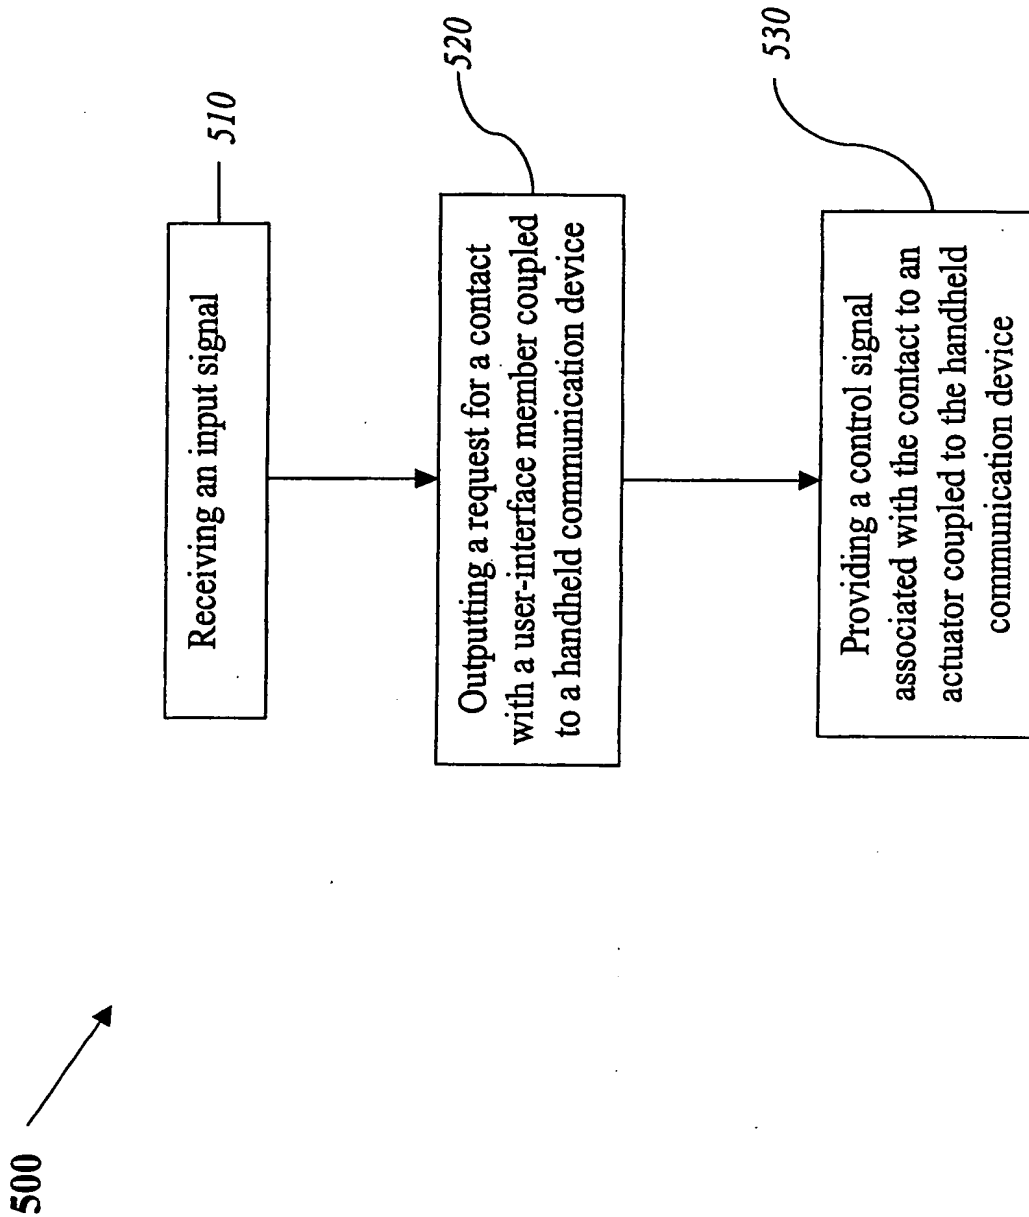 500
Receiving an input signal
510
Outputting a request for a contact
with a user-interface member coupled
to a handheld communication device
520
Providing a control signal
associated with the contact to an
actuator coupled to the handheld
communication device
530